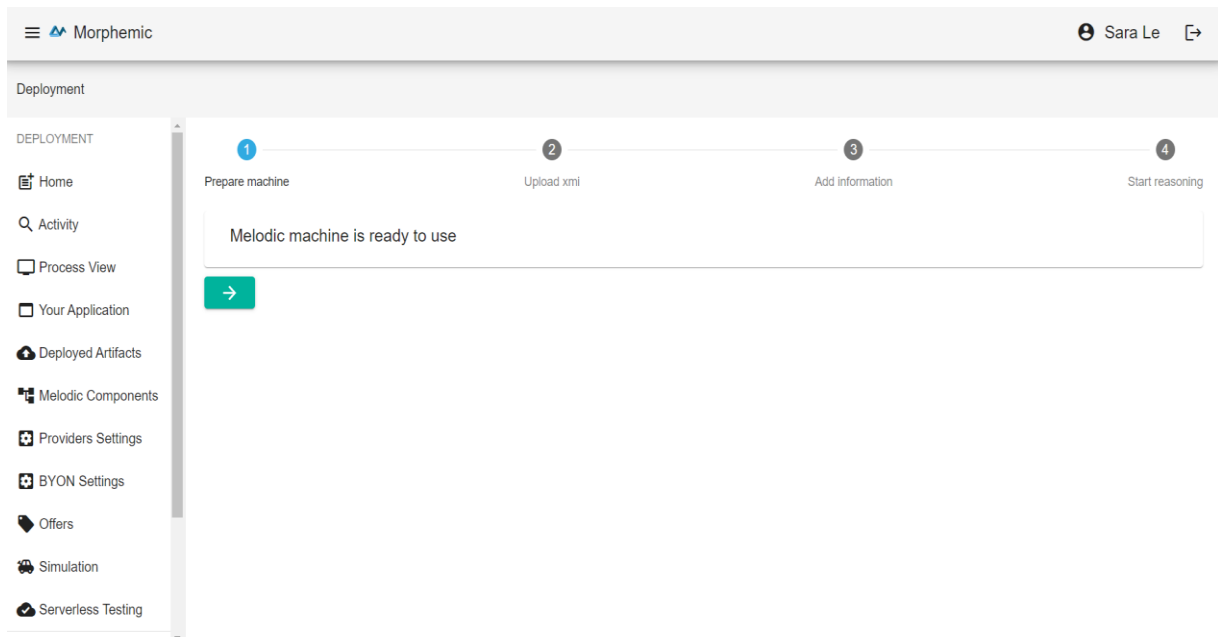 Morphemic
Sara Le
Deployment
DEPLOYMENT
Home
Activity
Process View
Your Application
Deployed Artifacts
Melodic Components
Providers Settings
BYON Settings
Offers
Simulation
Serverless Testing
1
2
3
4
Prepare machine
Upload xmi
Add information
Start reasoning
Melodic machine is ready to use